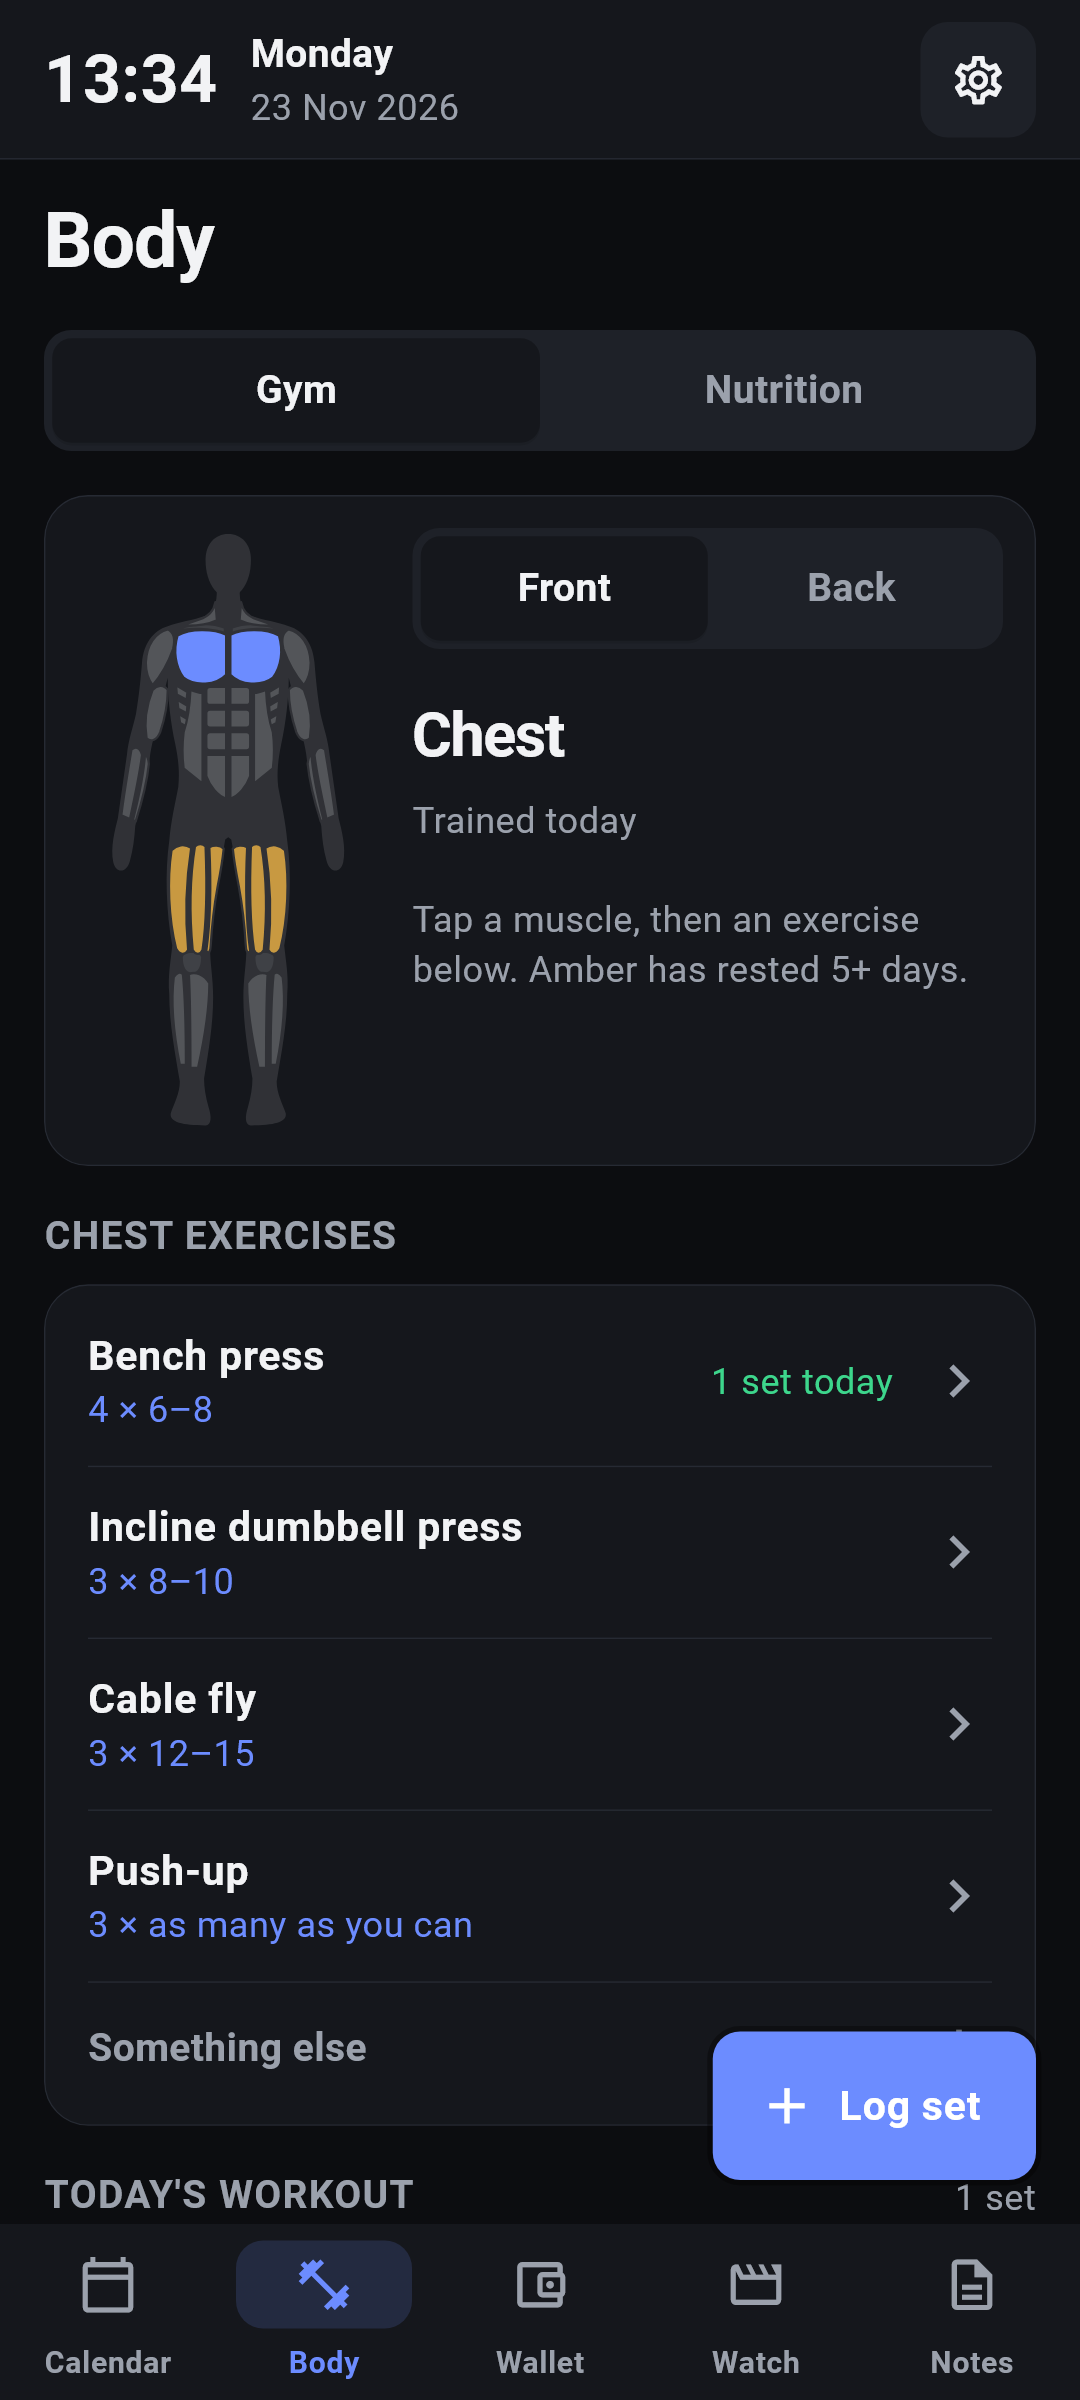 13:34
Monday
23 Nov 2026
Body
Gym
Nutrition
Front
Back
Chest
Trained today
Tap a muscle, then an exercise
below. Amber has rested 5+ days.
CHEST EXERCISES
Bench press
4 × 6–8
1 set today
Incline dumbbell press
3 × 8–10
Cable fly
3 × 12–15
Push-up
3 × as many as you can
Something else
Log set
TODAY'S WORKOUT
1 set
Calendar
Body
Wallet
Watch
Notes